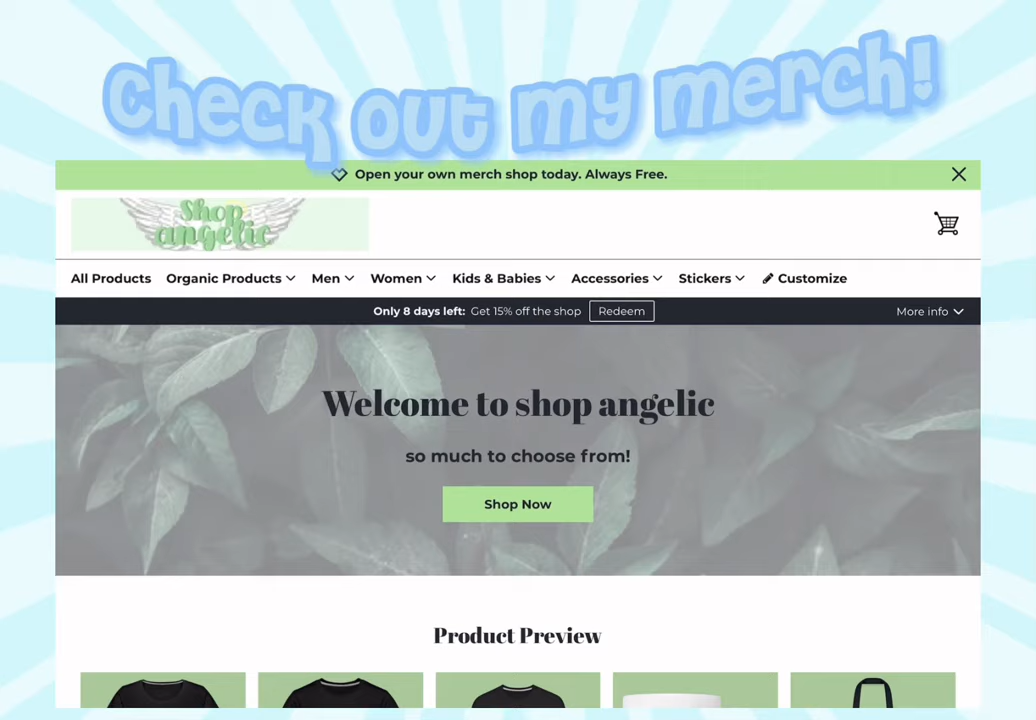 Check out my merch!
Open your own merch shop today. Always Free.
Shop
angelic
All Products Organic Products Men Women Kids & Babies Accessories Stickers Customize
Only 8 days left: Get 15% off the shop Redeem More info
Welcome to shop angelic
so much to choose from!
Shop Now
Product Preview